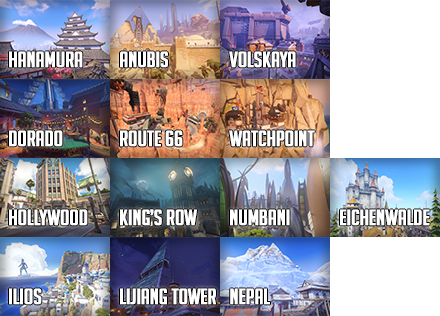 HANAMURA
ANUBIS
VOLSKAYA
DORADO
ROUTE 66
WATCHPOINT
HOLLYWOOD
KING'S ROW
NUMBANI
EICHENWALDE
ILIOS
LIJIANG TOWER
NEPAL